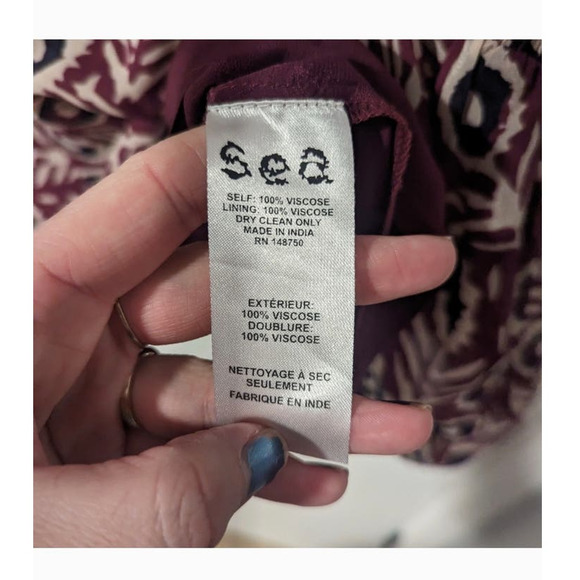 sea
SELF: 100% VISCOSE
LINING: 100% VISCOSE
DRY CLEAN ONLY
MADE IN INDIA
RN 148750
EXTÉRIEUR:
100% VISCOSE
DOUBLURE:
100% VISCOSE
NETTOYAGE À SEC
SEULEMENT
FABRIQUE EN INDE